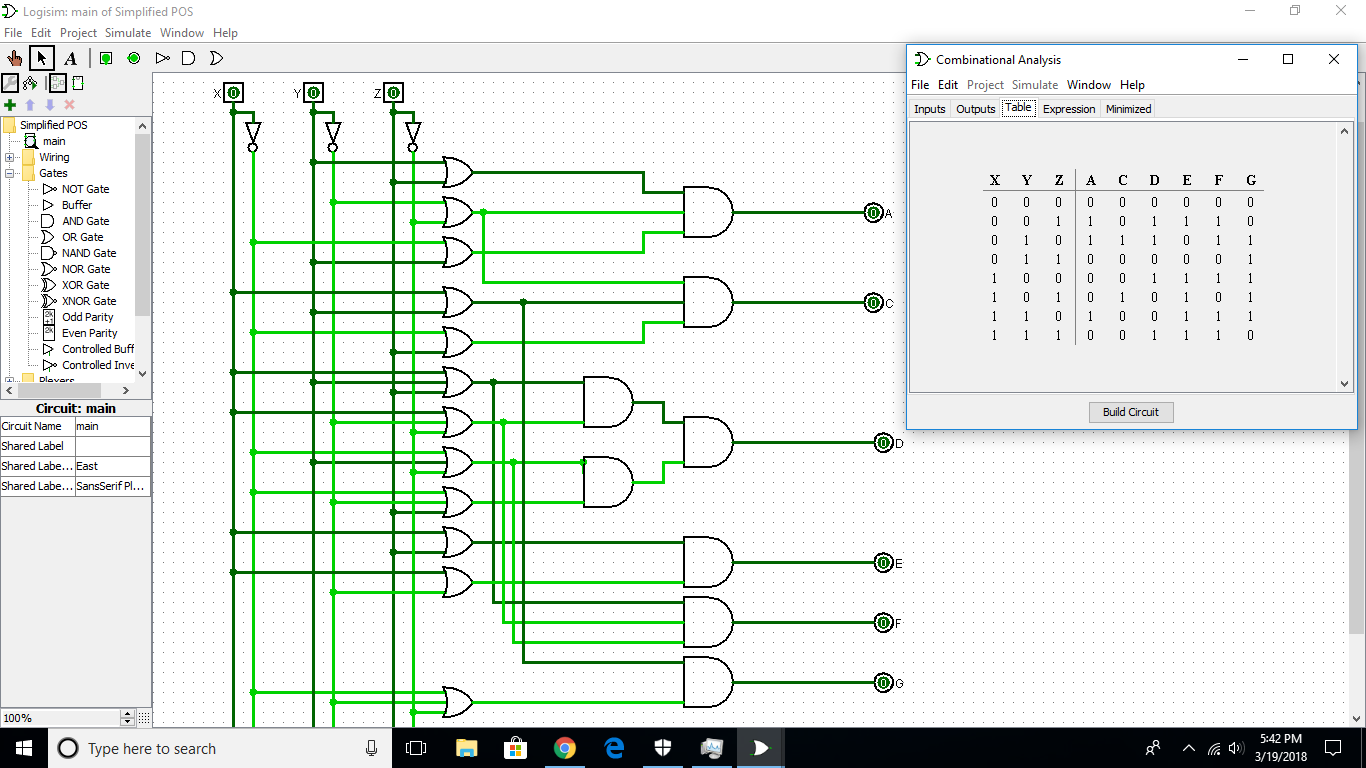 Logisim: main of Simplified POS
File Edit Project Simulate Window Help
A
Simplified POS
main
Wiring
Gates
NOT Gate
Buffer
AND Gate
OR Gate
NAND Gate
NOR Gate
XOR Gate
XNOR Gate
Odd Parity
Even Parity
Controlled Buff
Controlled Inve
Plexers
Circuit: main
Circuit Name main
Shared Label
Shared Labe... East
Shared Labe... SansSerif Pl...
100%
X 0 Y 0 Z 0
0 A
0 C
0 D
0 E
0 F
0 G
Combinational Analysis
File Edit Project Simulate Window Help
Inputs Outputs Table Expression Minimized
X Y Z A C D E F G
0 0 0 0 0 0 0 0 0
0 0 1 1 0 1 1 1 0
0 1 0 1 1 1 0 1 1
0 1 1 0 0 0 0 0 1
1 0 0 0 0 1 1 1 1
1 0 1 0 1 0 1 0 1
1 1 0 1 0 0 1 1 1
1 1 1 0 0 1 1 1 0
Build Circuit
Type here to search
5:42 PM
3/19/2018